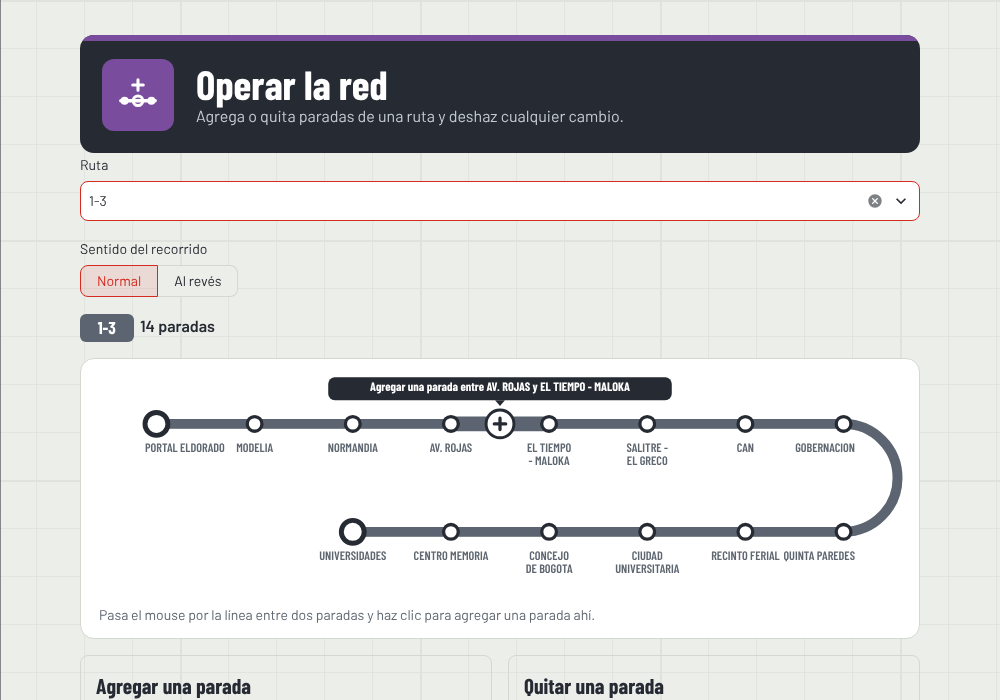 Operar la red
Agrega o quita paradas de una ruta y deshaz cualquier cambio.
Ruta
1-3
Sentido del recorrido
Normal
Al revés
1-3
14 paradas
Agregar una parada entre AV. ROJAS y EL TIEMPO - MALOKA
PORTAL ELDORADO
MODELIA
NORMANDIA
AV. ROJAS
EL TIEMPO
- MALOKA
SALITRE -
EL GRECO
CAN
GOBERNACION
UNIVERSIDADES
CENTRO MEMORIA
CONCEJO
DE BOGOTA
CIUDAD
UNIVERSITARIA
RECINTO FERIAL
QUINTA PAREDES
Pasa el mouse por la línea entre dos paradas y haz clic para agregar una parada ahí.
Agregar una parada
Quitar una parada